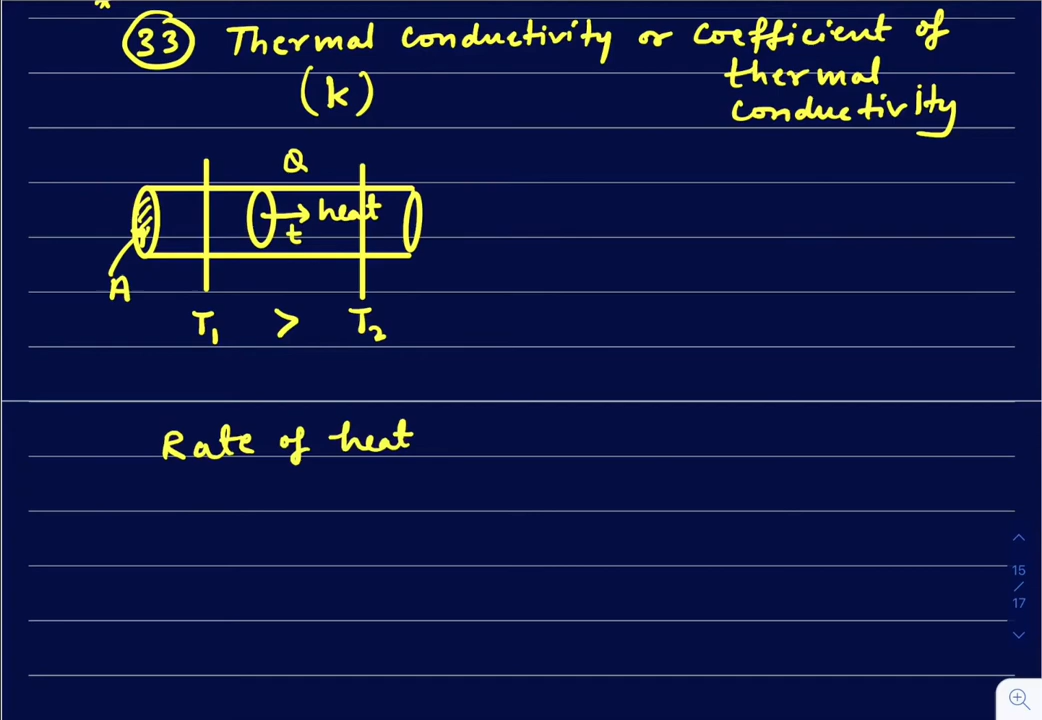 33 Thermal conductivity or coefficient of
thermal
(k)
conductivity
Q
heat
t
A
T1 > T2
Rate of heat
15
/
17